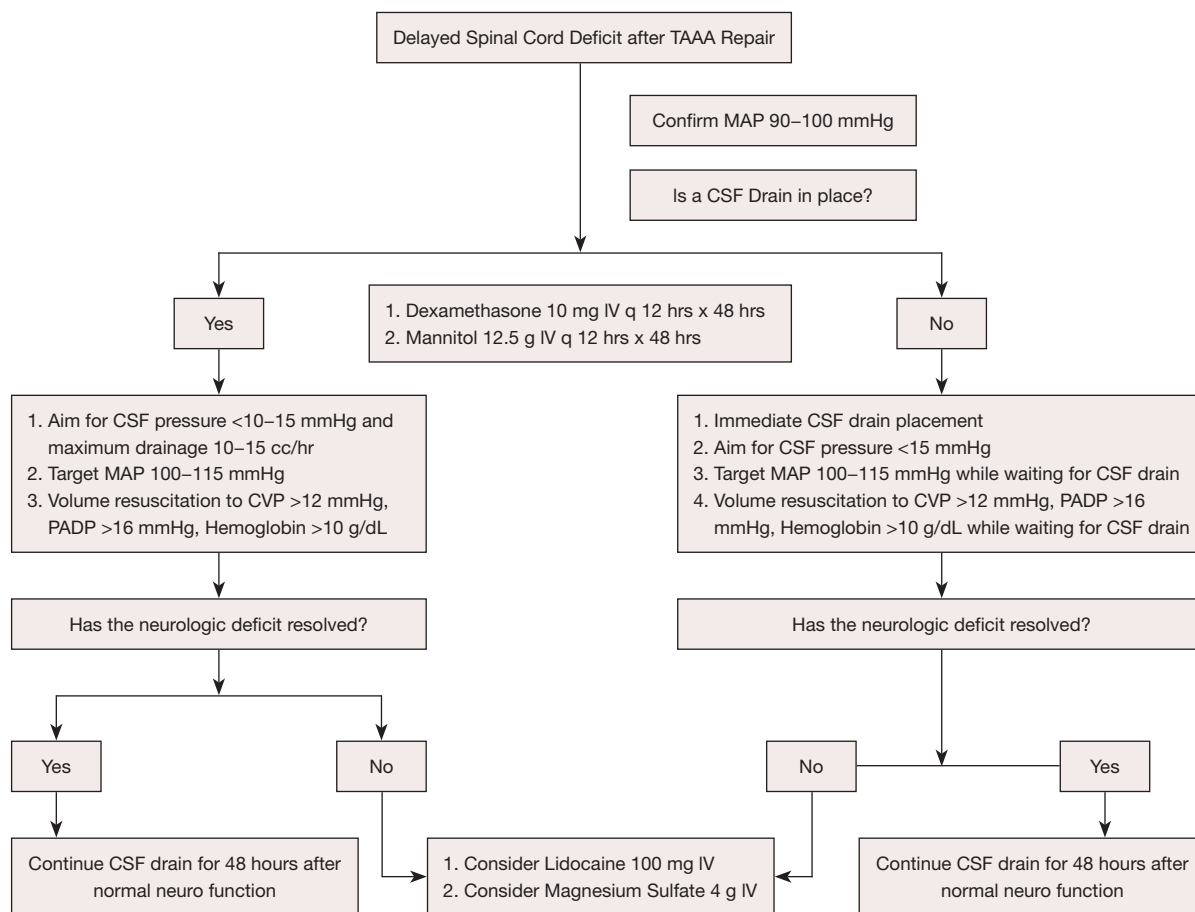 Delayed Spinal Cord Deficit after TAAA Repair
Confirm MAP 90–100 mmHg
Is a CSF Drain in place?
Yes
1. Dexamethasone 10 mg IV q 12 hrs x 48 hrs
2. Mannitol 12.5 g IV q 12 hrs x 48 hrs
No
1. Aim for CSF pressure <10–15 mmHg and
maximum drainage 10–15 cc/hr
2. Target MAP 100–115 mmHg
3. Volume resuscitation to CVP >12 mmHg,
PADP >16 mmHg, Hemoglobin >10 g/dL
1. Immediate CSF drain placement
2. Aim for CSF pressure <15 mmHg
3. Target MAP 100–115 mmHg while waiting for CSF drain
4. Volume resuscitation to CVP >12 mmHg, PADP >16
mmHg, Hemoglobin >10 g/dL while waiting for CSF drain
Has the neurologic deficit resolved?
Has the neurologic deficit resolved?
Yes
No
No
Yes
Continue CSF drain for 48 hours after
normal neuro function
1. Consider Lidocaine 100 mg IV
2. Consider Magnesium Sulfate 4 g IV
Continue CSF drain for 48 hours after
normal neuro function